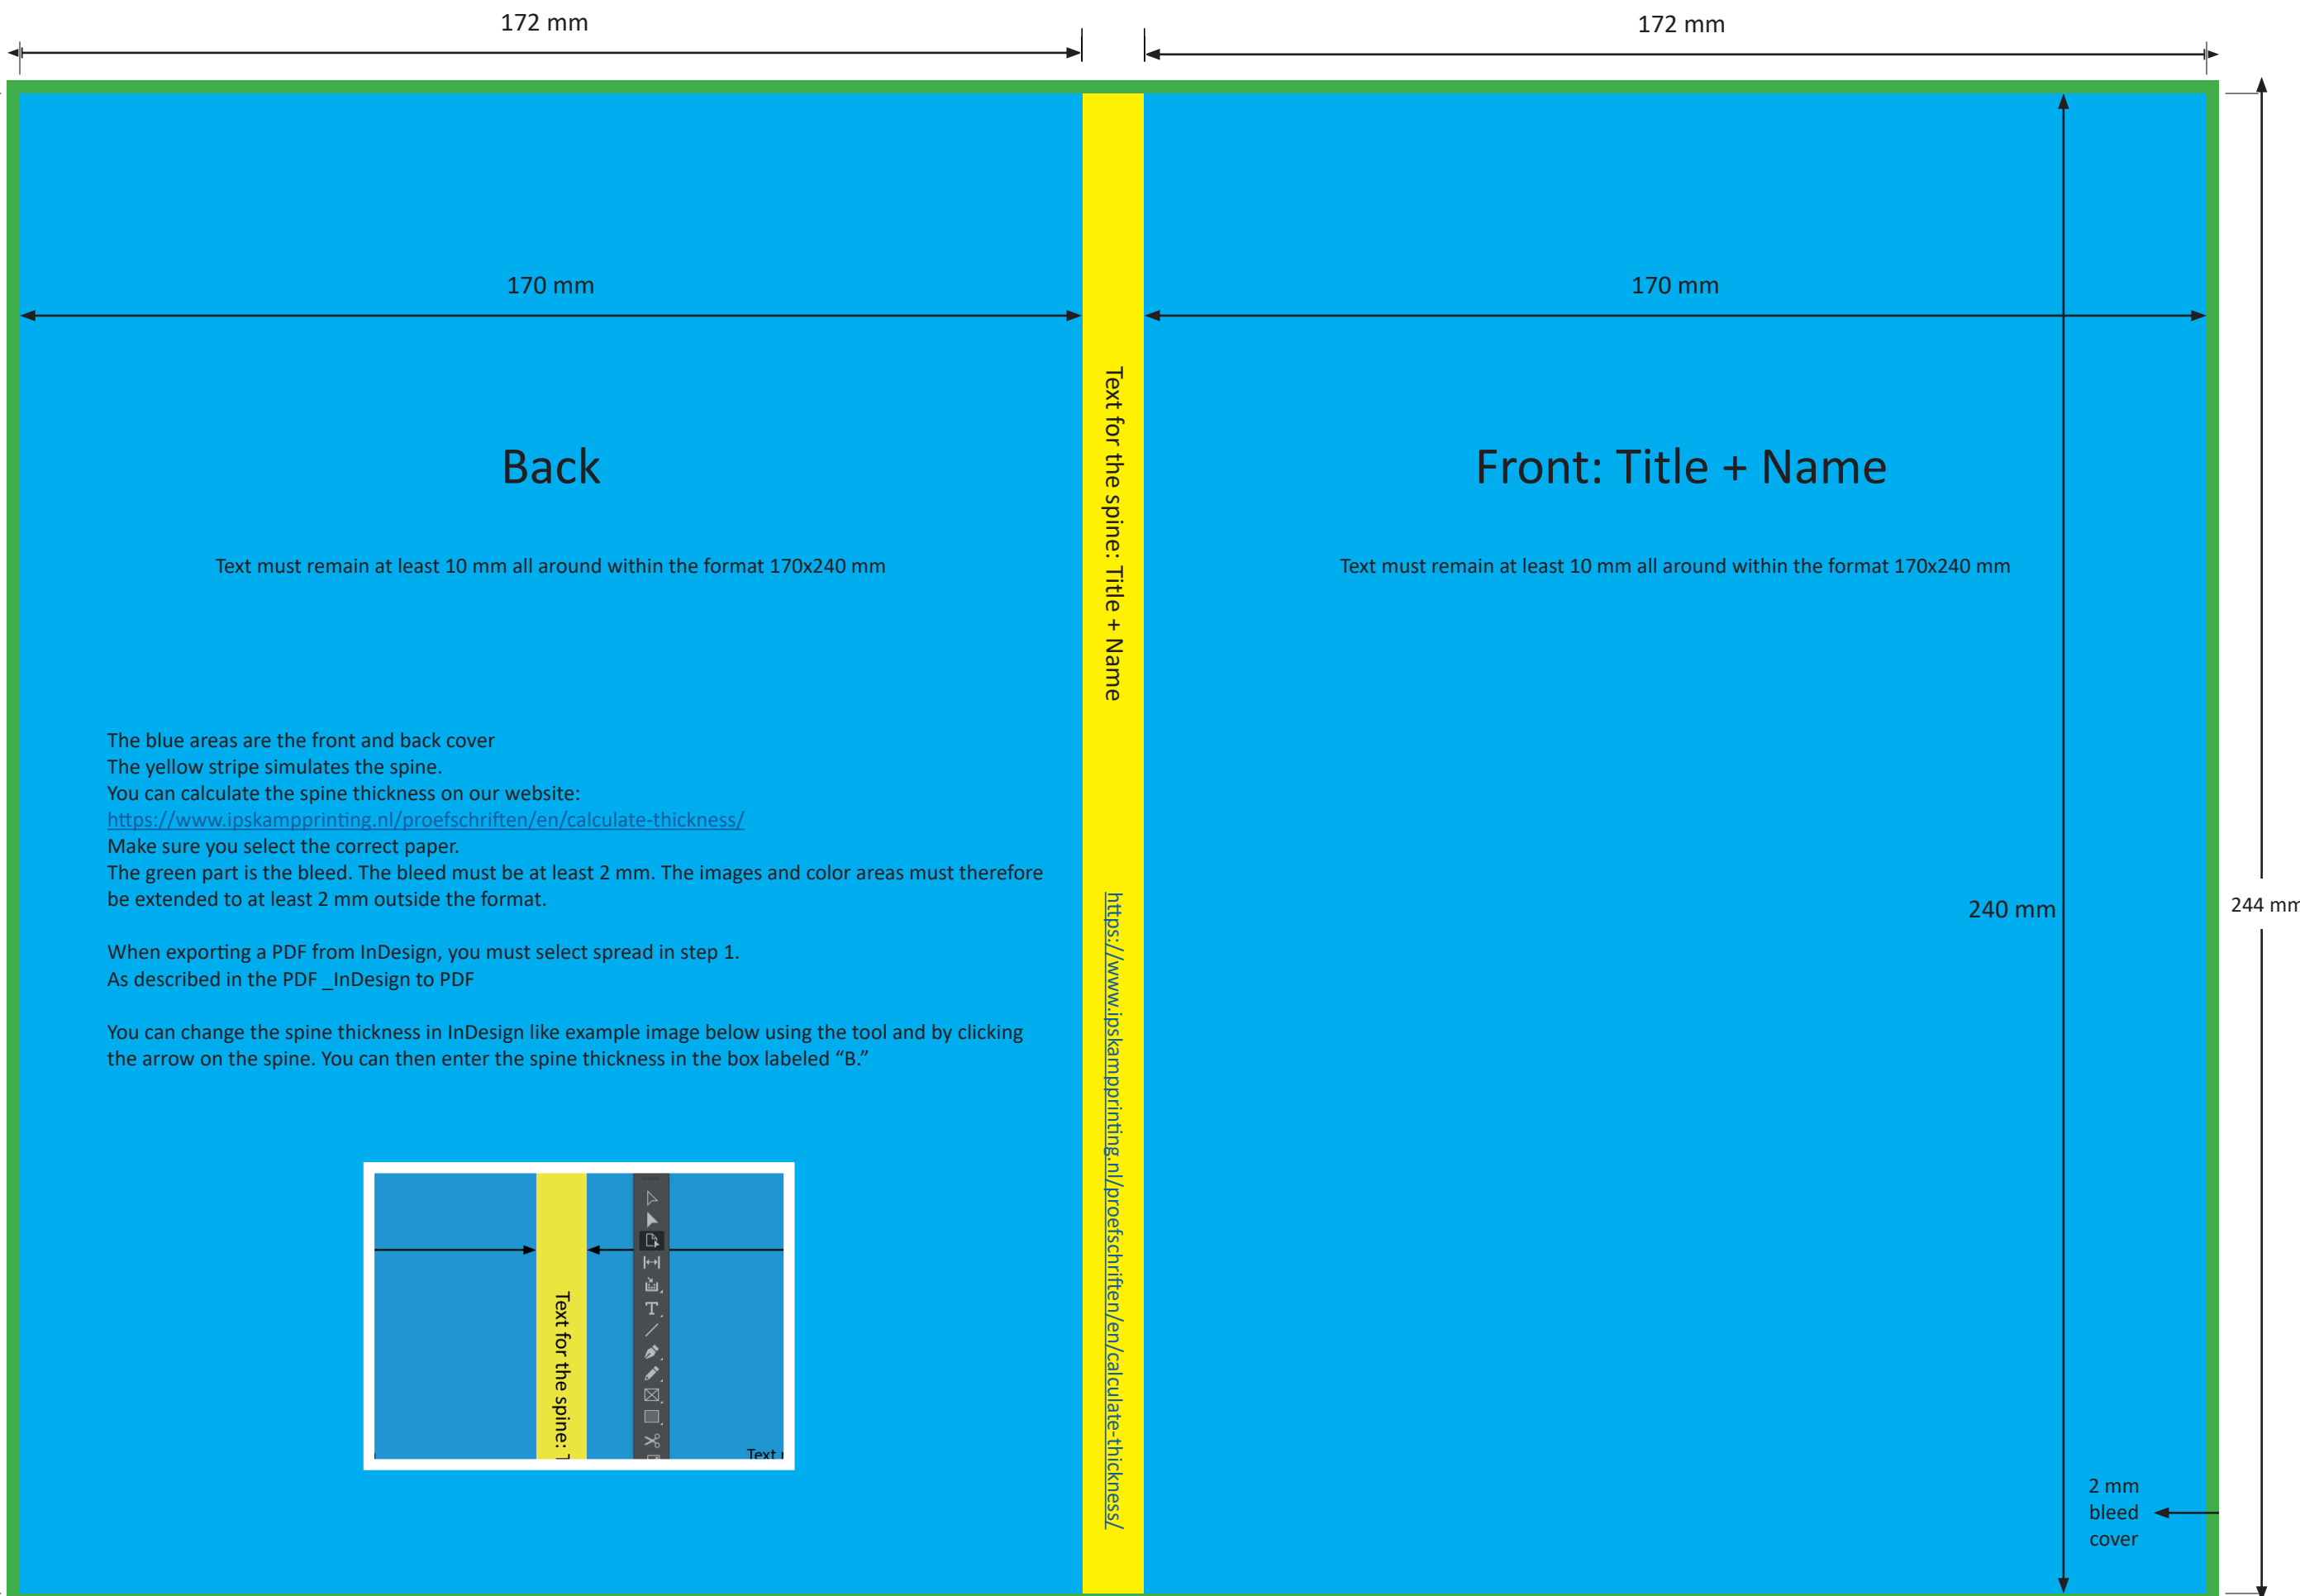 172 mm
172 mm
170 mm
170 mm
Back
Front: Title + Name
Text for the spine: Title + Name
Text must remain at least 10 mm all around within the format 170x240 mm
Text must remain at least 10 mm all around within the format 170x240 mm
The blue areas are the front and back cover
The yellow stripe simulates the spine.
You can calculate the spine thickness on our website:
https://www.ipskampprinting.nl/proefschriften/en/calculate-thickness/
Make sure you select the correct paper.
The green part is the bleed. The bleed must be at least 2 mm. The images and color areas must therefore
be extended to at least 2 mm outside the format.
When exporting a PDF from InDesign, you must select spread in step 1.
As described in the PDF _InDesign to PDF
You can change the spine thickness in InDesign like example image below using the tool and by clicking
the arrow on the spine. You can then enter the spine thickness in the box labeled “B.”
https://www.ipskampprinting.nl/proefschriften/en/calculate-thickness/
240 mm
244 mm
Text for the spine:
Text
2 mm
bleed
cover